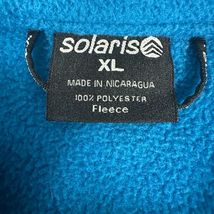 solaris
XL
MADE IN NICARAGUA
100% POLYESTER
Fleece